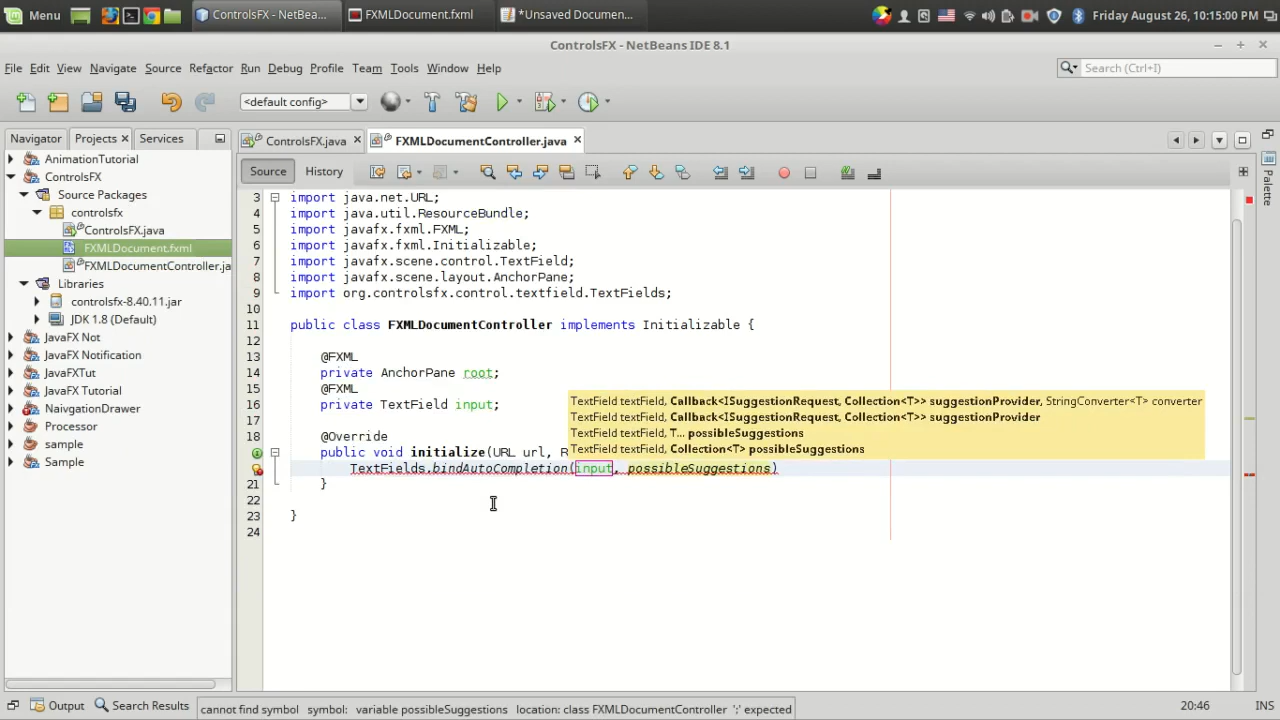 Menu
ControlsFX - NetBea...
FXMLDocument.fxml
*Unsaved Documen...
Friday August 26, 10:15:00 PM
ControlsFX - NetBeans IDE 8.1
File Edit View Navigate Source Refactor Run Debug Profile Team Tools Window Help
Search (Ctrl+I)
<default config>
Navigator Projects Services
ControlsFX.java FXMLDocumentController.java
Source History
Palette
AnimationTutorial
ControlsFX
Source Packages
controlsfx
ControlsFX.java
FXMLDocument.fxml
FXMLDocumentController.ja
Libraries
controlsfx-8.40.11.jar
JDK 1.8 (Default)
JavaFX Not
JavaFX Notification
JavaFXTut
JavaFX Tutorial
NaivgationDrawer
Processor
sample
Sample
3 import java.net.URL;
4 import java.util.ResourceBundle;
5 import javafx.fxml.FXML;
6 import javafx.fxml.Initializable;
7 import javafx.scene.control.TextField;
8 import javafx.scene.layout.AnchorPane;
9 import org.controlsfx.control.textfield.TextFields;
10
11 public class FXMLDocumentController implements Initializable {
12
13 @FXML
14 private AnchorPane root;
15 @FXML
16 private TextField input;
17
18 @Override
public void initialize(URL url, R
TextFields.bindAutoCompletion(input, possibleSuggestions)
21 }
22
23 }
24
TextField textField, Callback<ISuggestionRequest, Collection<T>> suggestionProvider, StringConverter<T> converter
TextField textField, Callback<ISuggestionRequest, Collection<T>> suggestionProvider
TextField textField, T... possibleSuggestions
TextField textField, Collection<T> possibleSuggestions
Output Search Results cannot find symbol symbol: variable possibleSuggestions location: class FXMLDocumentController ';' expected 20:46 INS